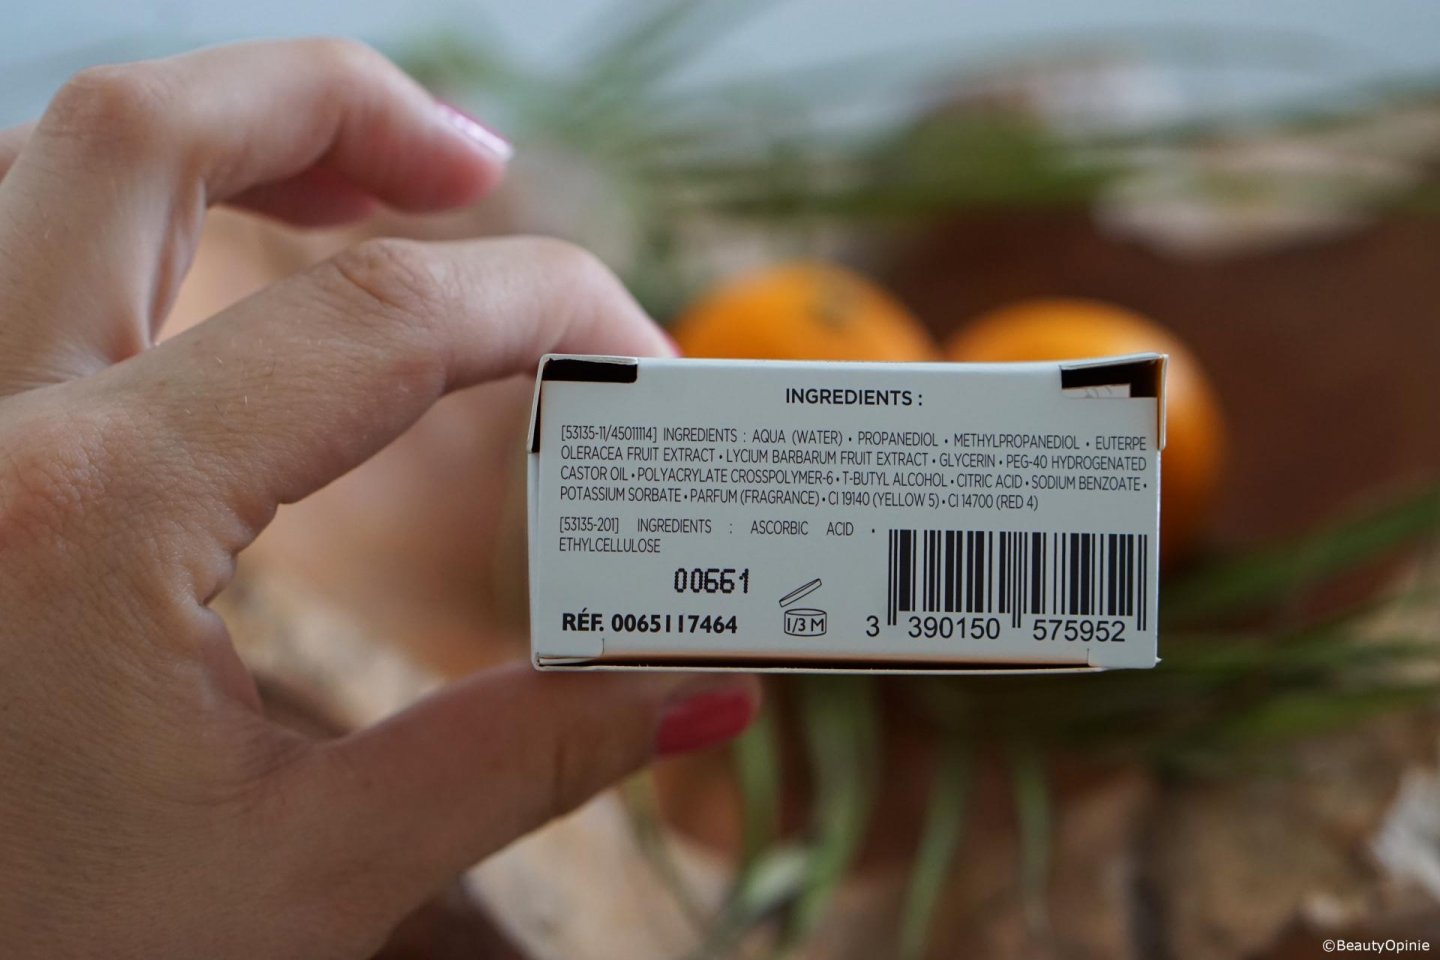 INGREDIENTS :
[53135-11/45011114] INGREDIENTS : AQUA (WATER) • PROPANEDIOL • METHYLPROPANEDIOL • EUTERPE
OLERACEA FRUIT EXTRACT • LYCIUM BARBARUM FRUIT EXTRACT • GLYCERIN • PEG-40 HYDROGENATED
CASTOR OIL • POLYACRYLATE CROSSPOLYMER-6 • T-BUTYL ALCOHOL • CITRIC ACID • SODIUM BENZOATE •
POTASSIUM SORBATE • PARFUM (FRAGRANCE) • CI 19140 (YELLOW 5) • CI 14700 (RED 4)
[53135-201] INGREDIENTS : ASCORBIC ACID •
ETHYLCELLULOSE
00661
RÉF. 0065117464
1/3 M
3 390150 575952
©BeautyOpinie